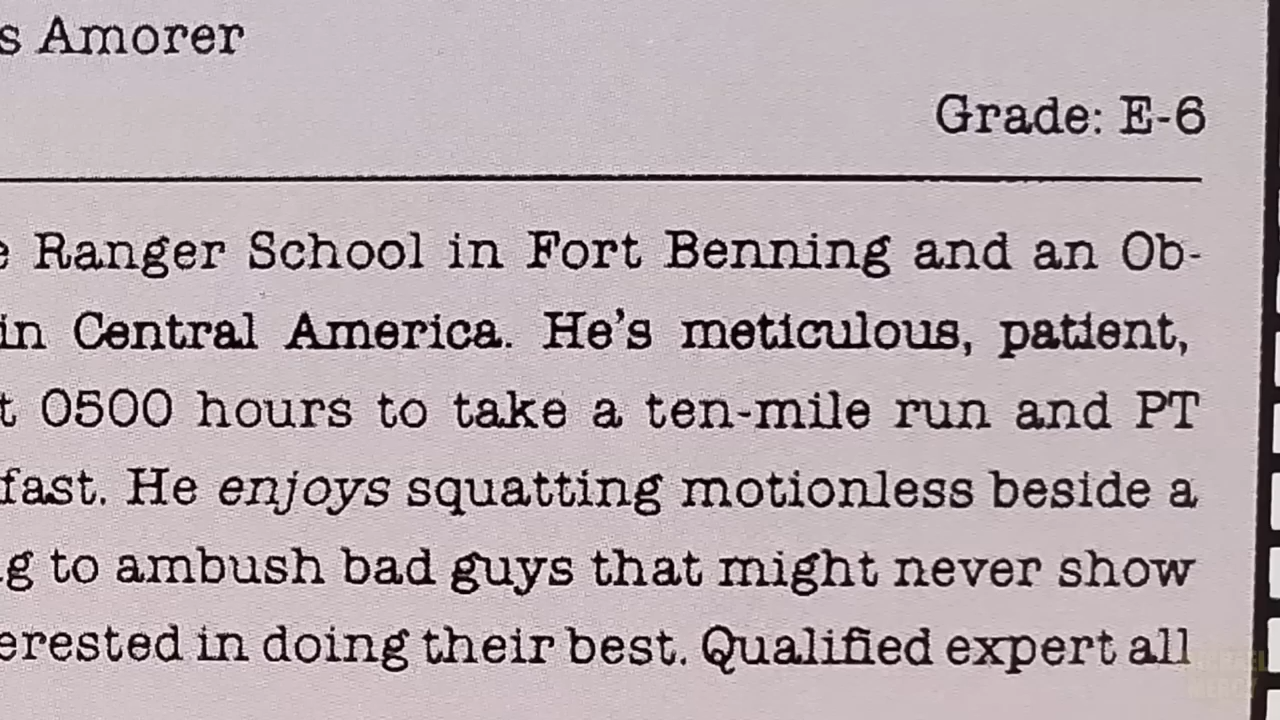 s Amorer
Grade: E-6
e Ranger School in Fort Benning and an Ob-
in Central America. He's meticulous, patient,
t 0500 hours to take a ten-mile run and PT
fast. He enjoys squatting motionless beside a
g to ambush bad guys that might never show
erested in doing their best. Qualified expert all